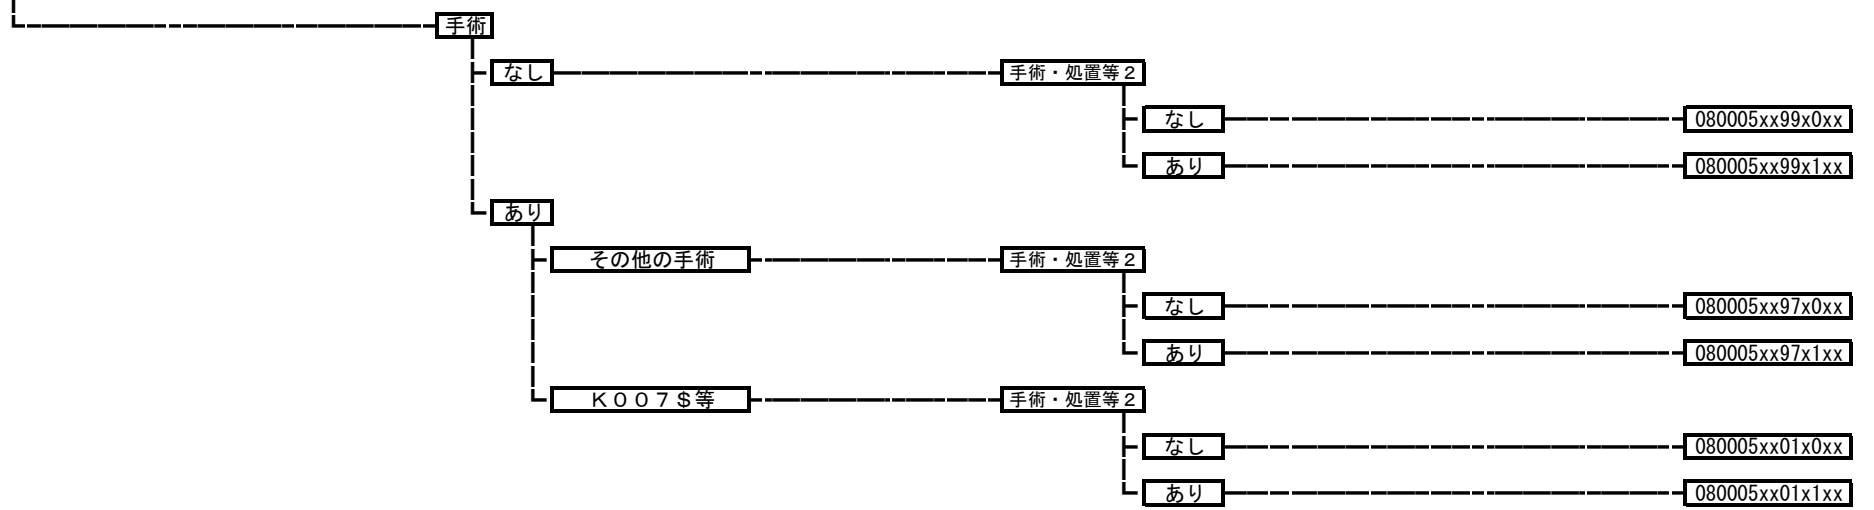 手術
なし
手術・処置等２
なし
080005xx99x0xx
あり
080005xx99x1xx
あり
その他の手術
手術・処置等２
なし
080005xx97x0xx
あり
080005xx97x1xx
Ｋ００７＄等
手術・処置等２
なし
080005xx01x0xx
あり
080005xx01x1xx